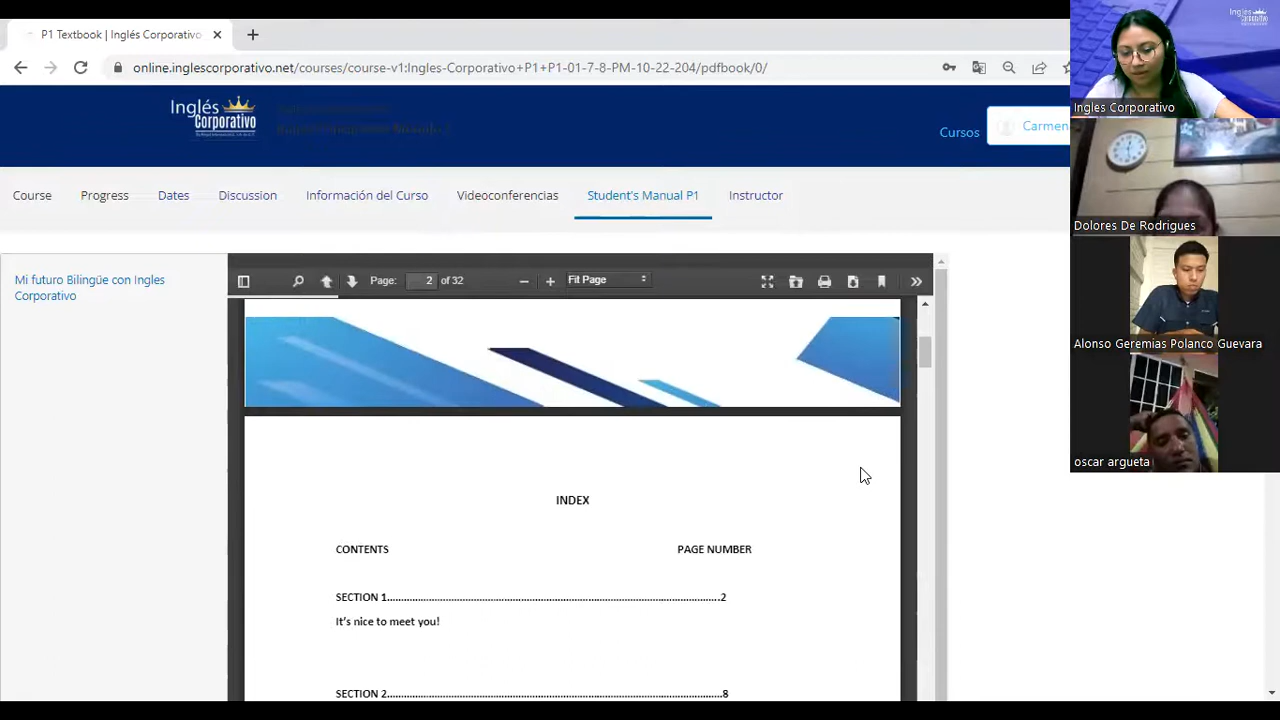 P1 Textbook | Inglés Corporativo
online.inglescorporativo.net/courses/course-v1:Ingles-Corporativo+P1+P1-01-7-8-PM-10-22-204/pdfbook/0/
Inglés
Corporativo
Cursos
Carmen
Course
Progress
Dates
Discussion
Información del Curso
Videoconferencias
Student's Manual P1
Instructor
Mi futuro Bilingüe con Ingles
Corporativo
Page: 2 of 32
Fit Page
INDEX
CONTENTS PAGE NUMBER
SECTION 1........................2
It's nice to meet you!
SECTION 2........................8
Inglés
Corporativo
Ingles Corporativo
Dolores De Rodrigues
Alonso Geremias Polanco Guevara
oscar argueta